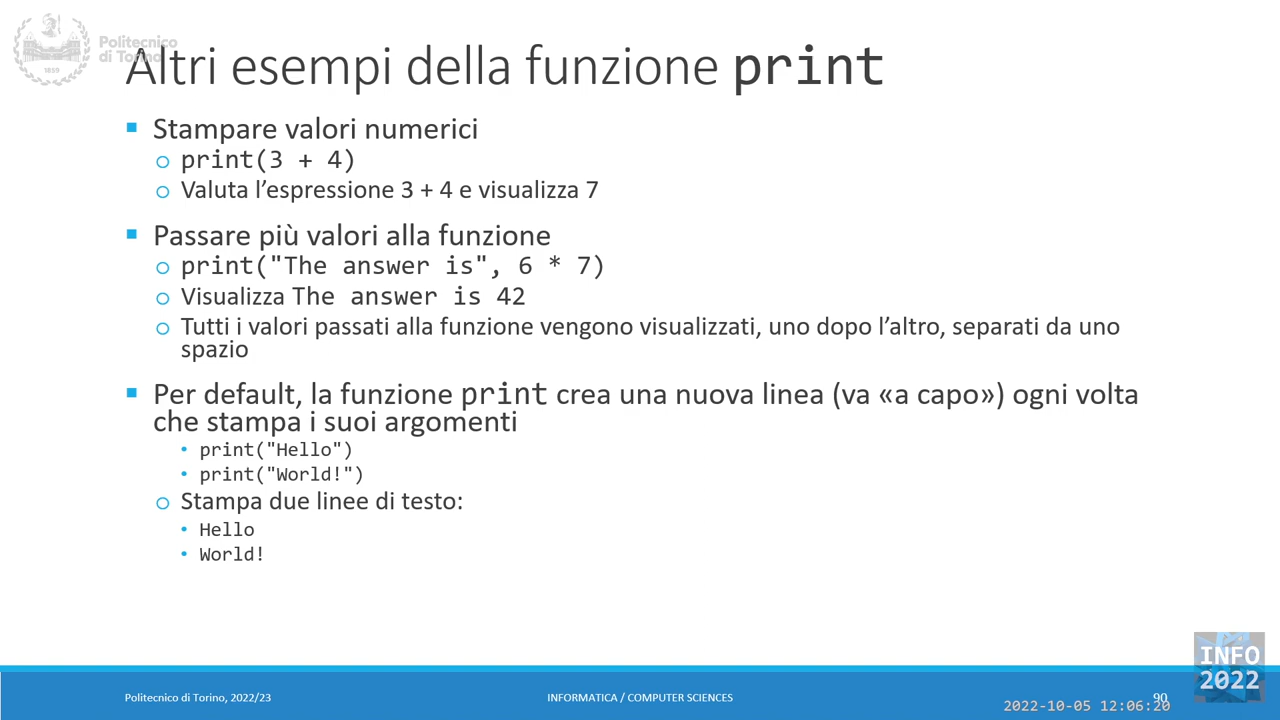 Politecnico
di Torino
1859
Altri esempi della funzione print
Stampare valori numerici
print(3 + 4)
Valuta l’espressione 3 + 4 e visualizza 7
Passare più valori alla funzione
print("The answer is", 6 * 7)
Visualizza The answer is 42
Tutti i valori passati alla funzione vengono visualizzati, uno dopo l’altro, separati da uno
spazio
Per default, la funzione print crea una nuova linea (va «a capo») ogni volta
che stampa i suoi argomenti
print("Hello")
print("World!")
Stampa due linee di testo:
Hello
World!
INFO
2022
Politecnico di Torino, 2022/23
INFORMATICA / COMPUTER SCIENCES
90
2022-10-05 12:06:20